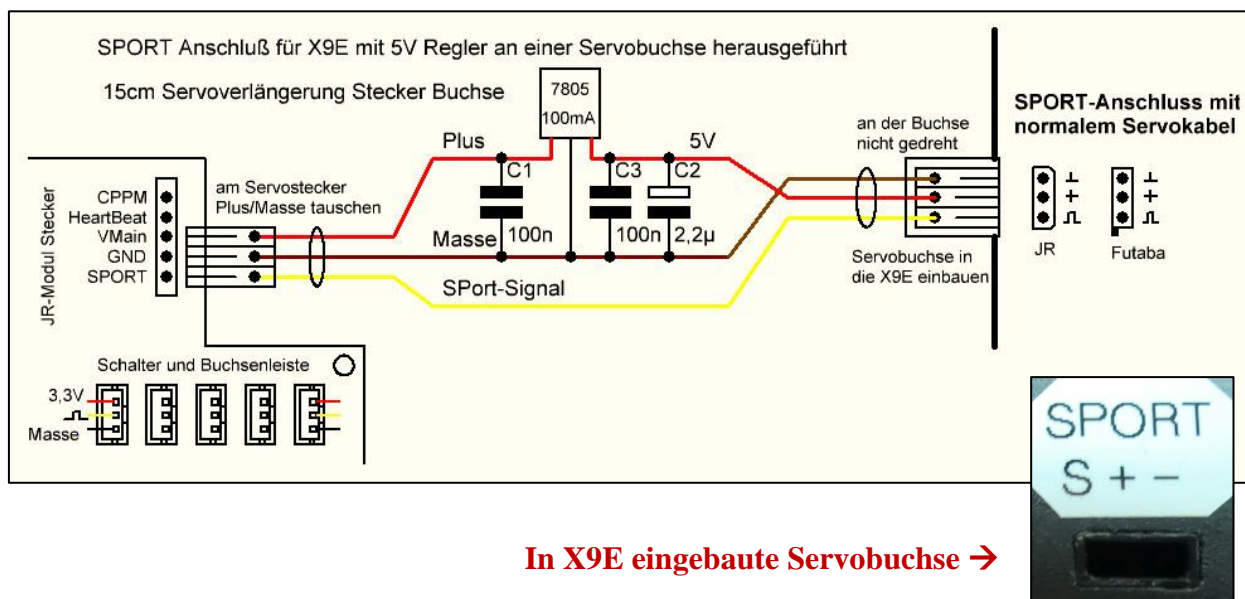 SPORT Anschluß für X9E mit 5V Regler an einer Servobuchse herausgeführt
15cm Servoverlängerung Stecker Buchse
7805
100mA
Plus
5V
C1
C3
C2
100n
100n
2,2µ
Masse
SPort-Signal
JR-Modul Stecker
CPPM
HeartBeat
VMain
GND
SPORT
am Servostecker
Plus/Masse tauschen
an der Buchse
nicht gedreht
Servobuchse in
die X9E einbauen
SPORT-Anschluss mit
normalem Servokabel
+
+
JR
Futaba
Schalter und Buchsenleiste
3,3V
Masse
SPORT
S + −
In X9E eingebaute Servobuchse →